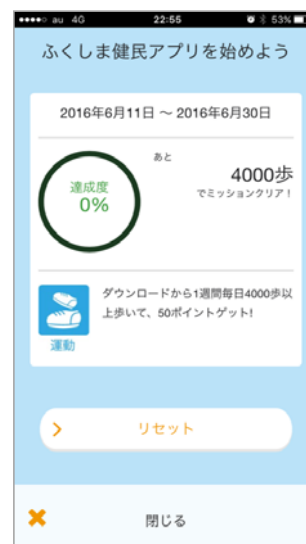 au 4G 22:55 53%
ふくしま健民アプリを始めよう
2016年6月11日 ～ 2016年6月30日
あと
達成度
0%
4000歩
でミッションクリア！
ダウンロードから1週間毎日4000歩以
上歩いて、50ポイントゲット!
運動
リセット
閉じる